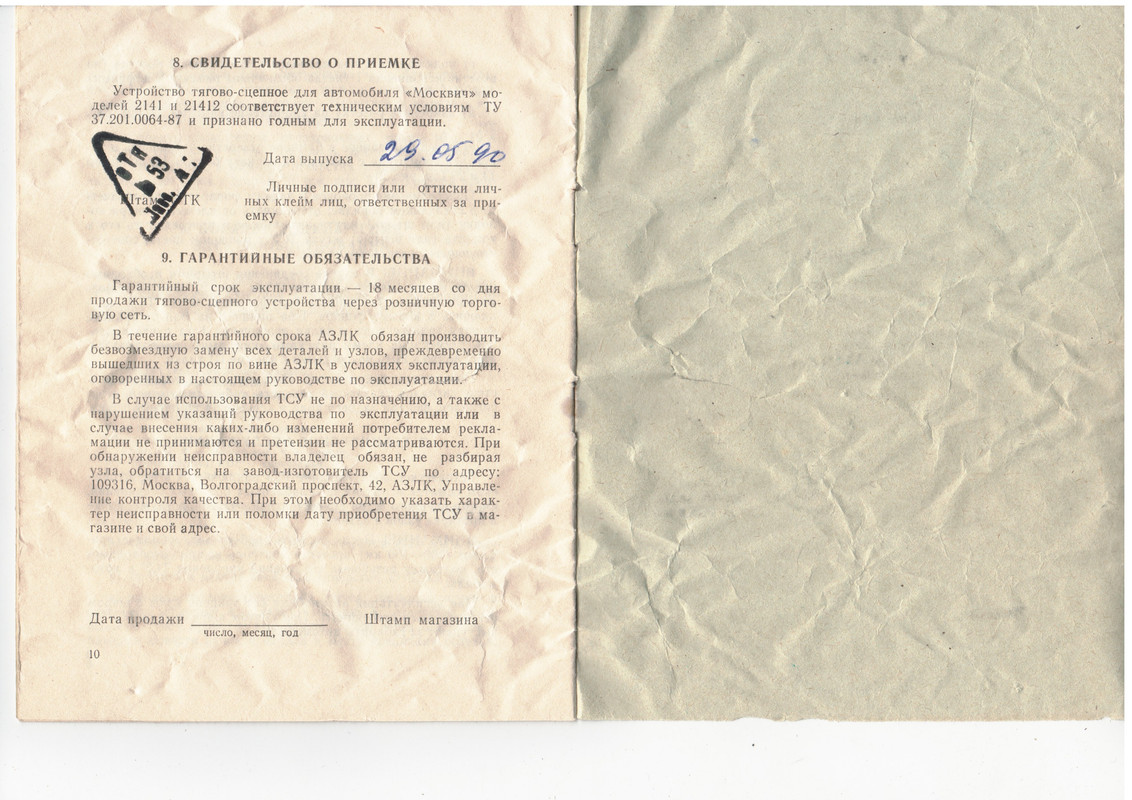 8. СВИДЕТЕЛЬСТВО О ПРИЕМКЕ
Устройство тягово-сцепное для автомобиля «Москвич» мо-
делей 2141 и 21412 соответствует техническим условиям ТУ
37.201.0064-87 и признано годным для эксплуатации.
ОТК
53
Дата выпуска 29.05 90
Штамп ОТК
Личные подписи или оттиски лич-
ных клейм лиц, ответственных за при-
емку
9. ГАРАНТИЙНЫЕ ОБЯЗАТЕЛЬСТВА
Гарантийный срок эксплуатации — 18 месяцев со дня
продажи тягово-сцепного устройства через розничную торго-
вую сеть.
В течение гарантийного срока АЗЛК обязан производить
безвозмездную замену всех деталей и узлов, преждевременно
вышедших из строя по вине АЗЛК в условиях эксплуатации,
оговоренных в настоящем руководстве по эксплуатации.
В случае использования ТСУ не по назначению, а также с
нарушением указаний руководства по эксплуатации или в
случае внесения каких-либо изменений потребителем рекла-
мации не принимаются и претензии не рассматриваются. При
обнаружении неисправности владелец обязан, не разбирая
узла, обратиться на завод-изготовитель ТСУ по адресу:
109316, Москва, Волгоградский проспект, 42, АЗЛК, Управле-
ние контроля качества. При этом необходимо указать харак-
тер неисправности или поломки дату приобретения ТСУ в ма-
газине и свой адрес.
Дата продажи
Штамп магазина
число, месяц, год
10